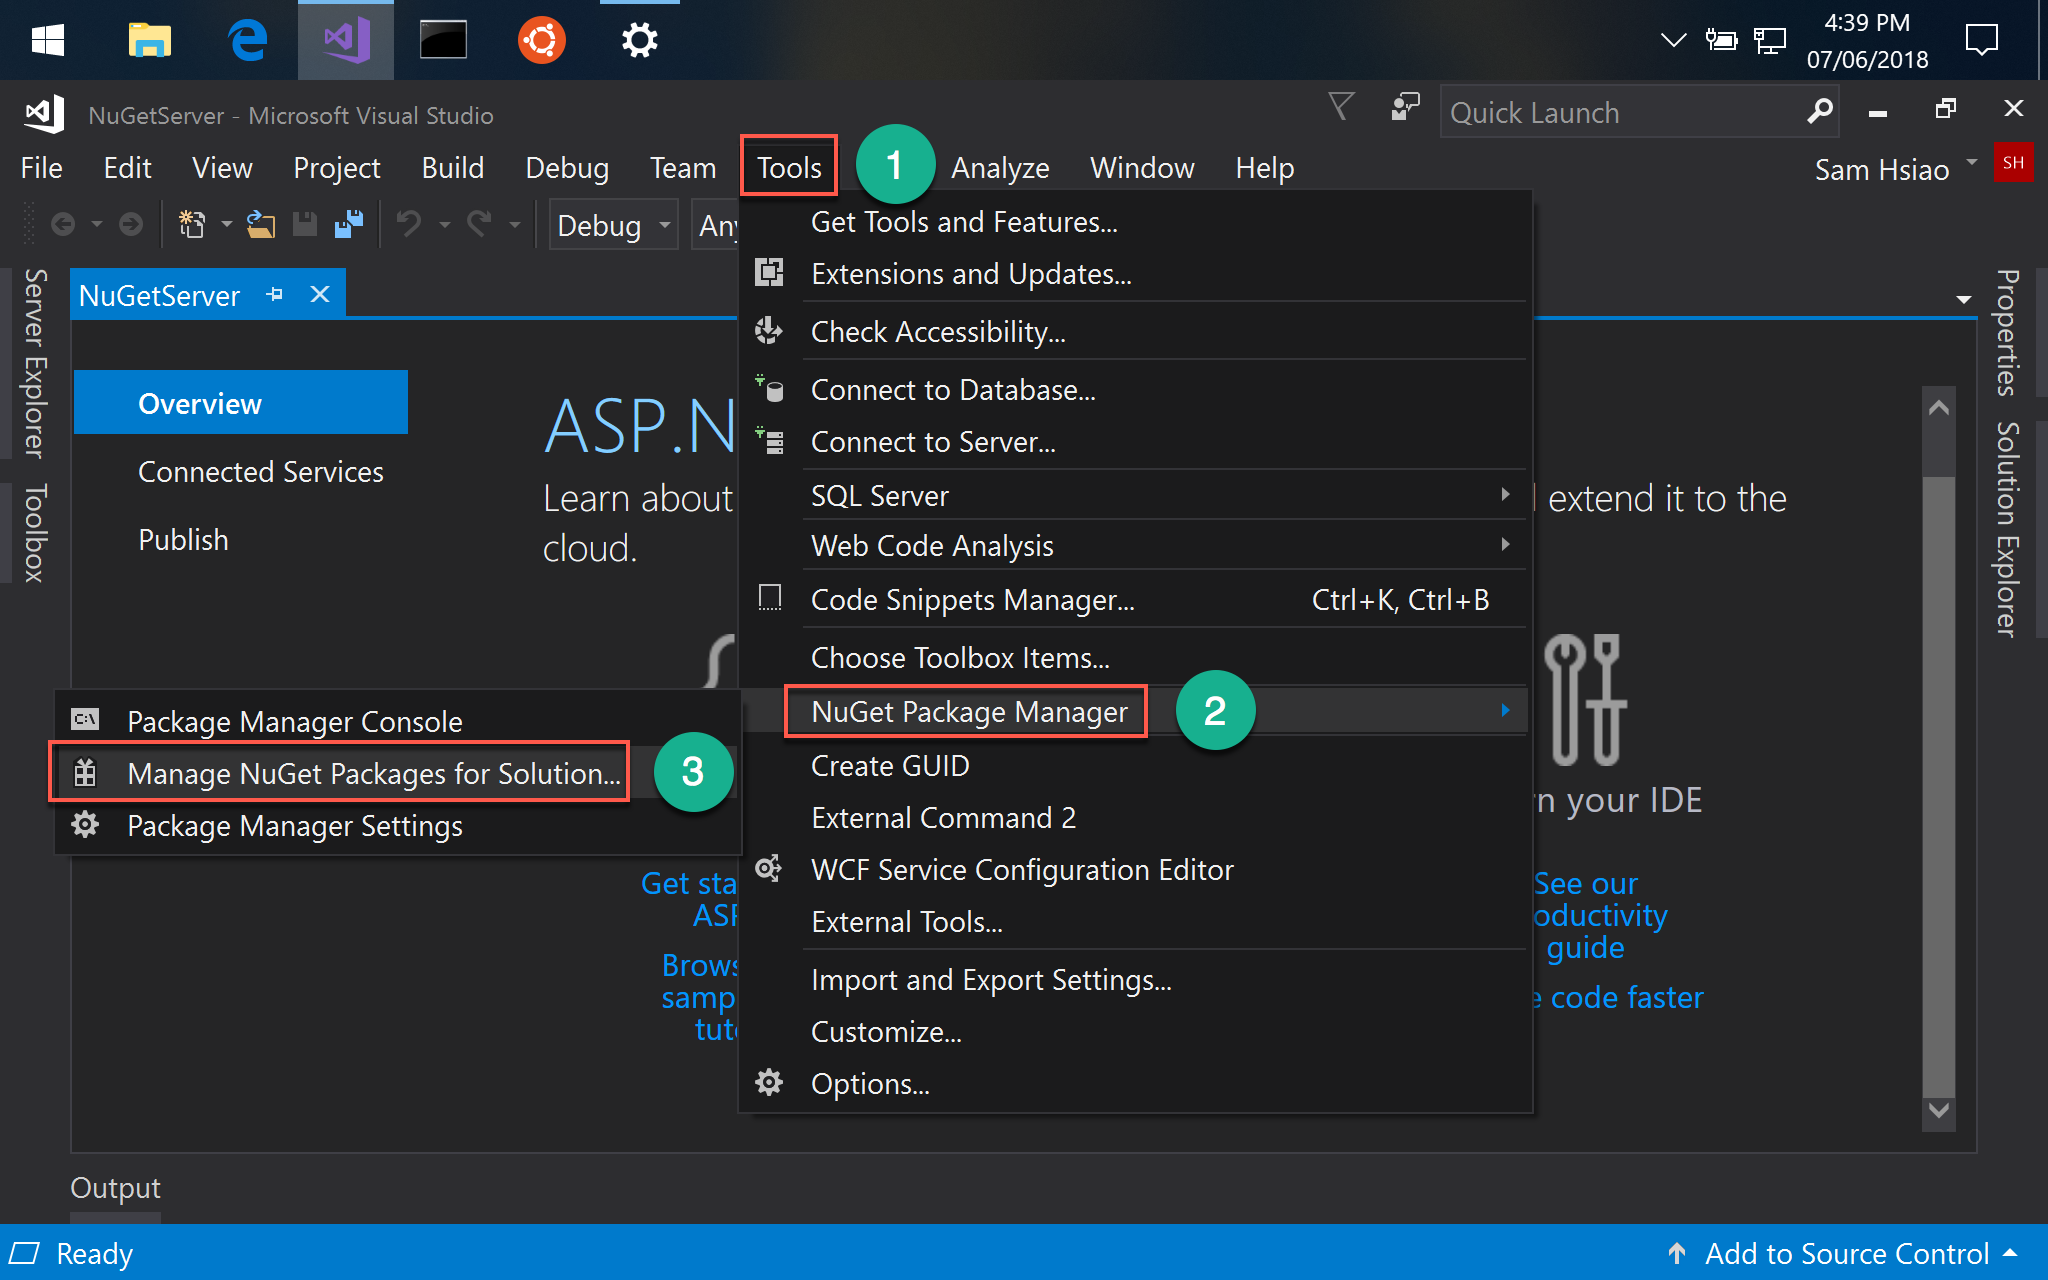 4:39 PM
07/06/2018
NuGetServer - Microsoft Visual Studio
Quick Launch
File Edit View Project Build Debug Team Tools 1 Analyze Window Help
Sam Hsiao SH
Debug Any
Server Explorer
Toolbox
NuGetServer
Properties
Solution Explorer
Overview
Connected Services
Publish
ASP.N
Learn about
extend it to the
cloud.
Get Tools and Features...
Extensions and Updates...
Check Accessibility...
Connect to Database...
Connect to Server...
SQL Server
Web Code Analysis
Code Snippets Manager... Ctrl+K, Ctrl+B
Choose Toolbox Items...
NuGet Package Manager 2
Create GUID
External Command 2
WCF Service Configuration Editor
External Tools...
Import and Export Settings...
Customize...
Options...
C:\
Package Manager Console
Manage NuGet Packages for Solution... 3
Package Manager Settings
n your IDE
Get sta
ASP
Brows
samp
tuto
See our
oductivity
guide
e code faster
Output
Ready
Add to Source Control